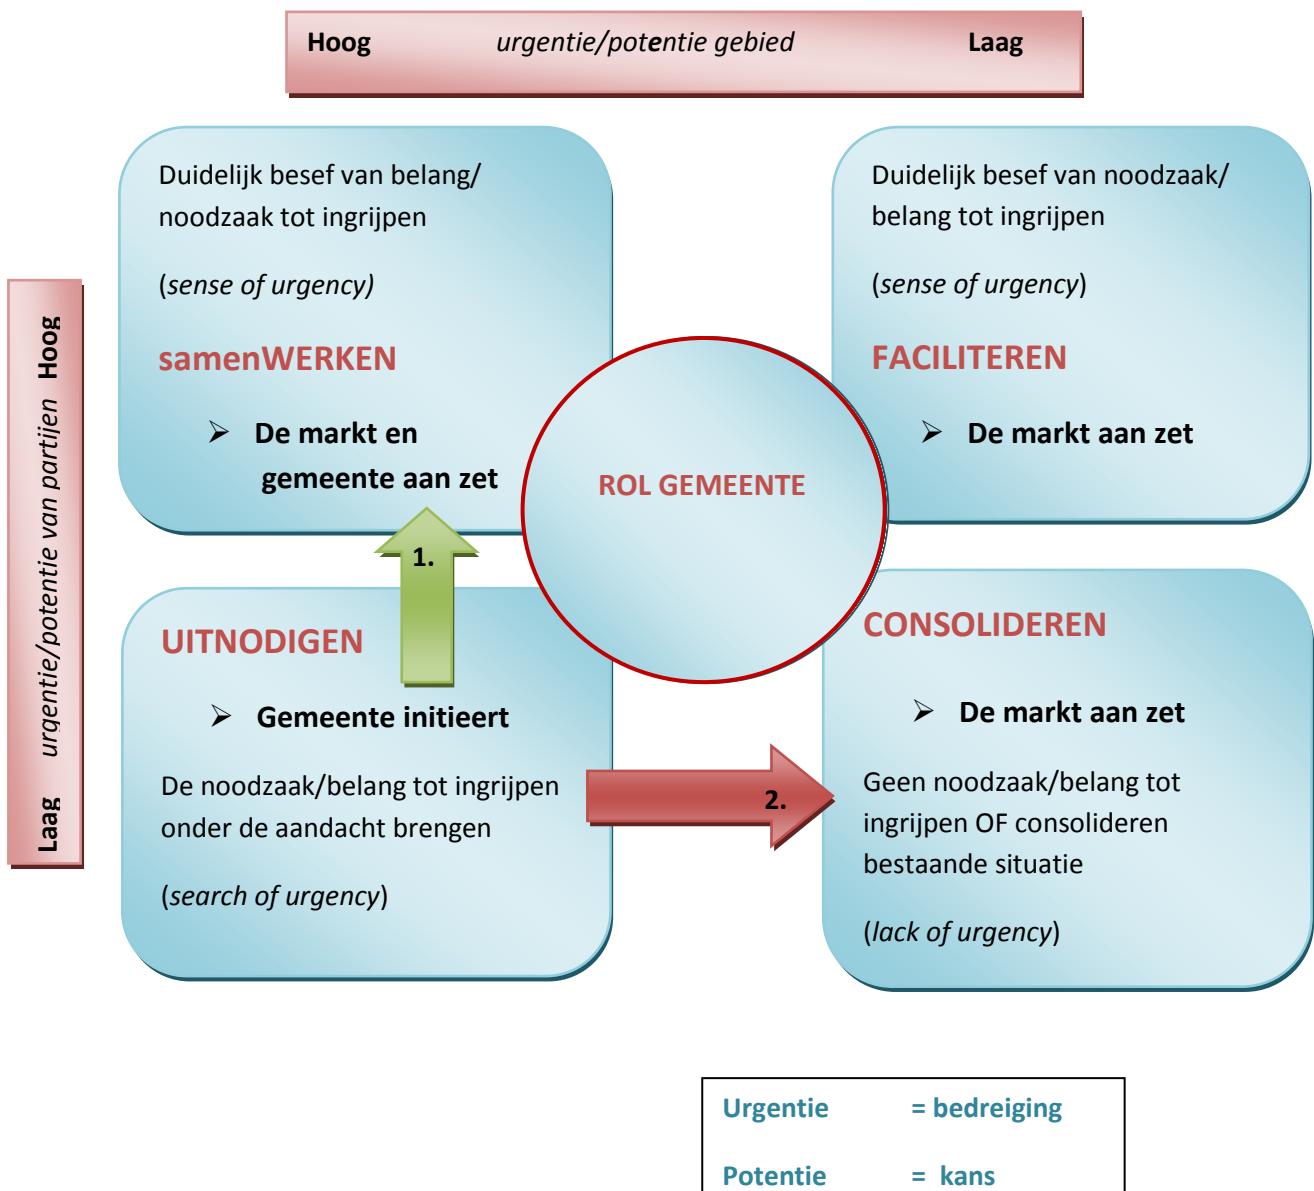 Hoog urgentie/potentie gebied Laag
Hoog
urgentie/potentie van partijen
Laag
Duidelijk besef van belang/
noodzaak tot ingrijpen
(sense of urgency)
samenWERKEN
➢ De markt en
gemeente aan zet
Duidelijk besef van noodzaak/
belang tot ingrijpen
(sense of urgency)
FACILITEREN
➢ De markt aan zet
ROL GEMEENTE
1.
UITNODIGEN
➢ Gemeente initieert
De noodzaak/belang tot ingrijpen
onder de aandacht brengen
(search of urgency)
2.
CONSOLIDEREN
➢ De markt aan zet
Geen noodzaak/belang tot
ingrijpen OF consolideren
bestaande situatie
(lack of urgency)
Urgentie = bedreiging
Potentie = kans